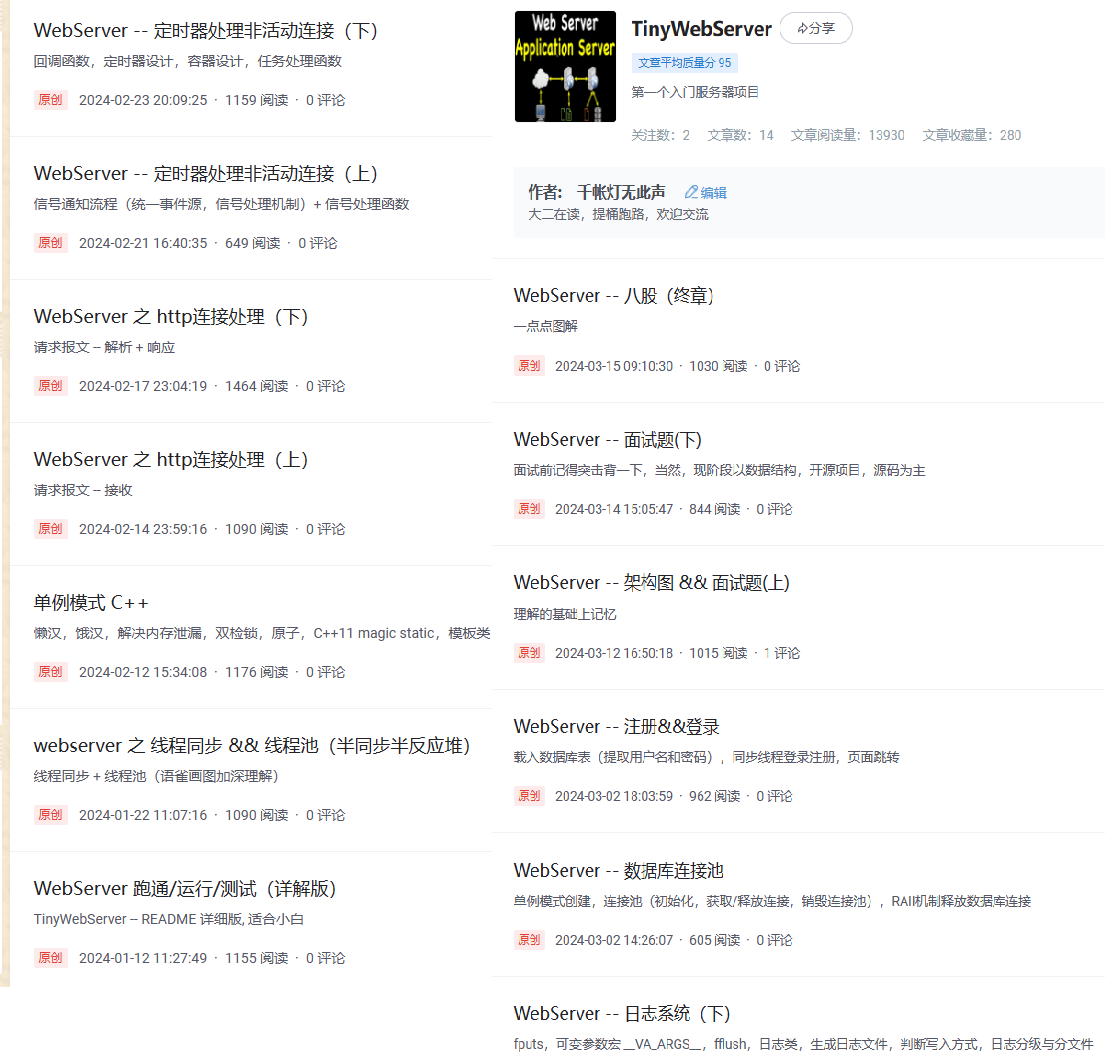 WebServer -- 定时器处理非活动连接（下）
回调函数，定时器设计，容器设计，任务处理函数
原创 2024-02-23 20:09:25 · 1159 阅读 · 0 评论
WebServer -- 定时器处理非活动连接（上）
信号通知流程（统一事件源，信号处理机制）+ 信号处理函数
原创 2024-02-21 16:40:35 · 649 阅读 · 0 评论
WebServer 之 http连接处理（下）
请求报文 -- 解析 + 响应
原创 2024-02-17 23:04:19 · 1464 阅读 · 0 评论
WebServer 之 http连接处理（上）
请求报文 -- 接收
原创 2024-02-14 23:59:16 · 1090 阅读 · 0 评论
单例模式 C++
懒汉，饿汉，解决内存泄漏，双检锁，原子，C++11 magic static，模板类
原创 2024-02-12 15:34:08 · 1176 阅读 · 0 评论
webserver 之 线程同步 && 线程池（半同步半反应堆）
线程同步 + 线程池（语雀画图加深理解）
原创 2024-01-22 11:07:16 · 1090 阅读 · 0 评论
WebServer 跑通/运行/测试（详解版）
TinyWebServer -- README 详细版, 适合小白
原创 2024-01-12 11:27:49 · 1155 阅读 · 0 评论
Web Server
Application Server
TinyWebServer 分享
文章平均质量分 95
第一个入门服务器项目
关注数：2 文章数：14 文章阅读量：13930 文章收藏量：280
作者： 千帐灯无此声 编辑
大二在读，提桶跑路，欢迎交流
WebServer -- 八股（终章）
一点点图解
原创 2024-03-15 09:10:30 · 1030 阅读 · 0 评论
WebServer -- 面试题(下)
面试前记得突击背一下，当然，现阶段以数据结构，开源项目，源码为主
原创 2024-03-14 15:05:47 · 844 阅读 · 0 评论
WebServer -- 架构图 && 面试题(上)
理解的基础上记忆
原创 2024-03-12 16:50:18 · 1015 阅读 · 1 评论
WebServer -- 注册&&登录
载入数据库表（提取用户名和密码），同步线程登录注册，页面跳转
原创 2024-03-02 18:03:59 · 962 阅读 · 0 评论
WebServer -- 数据库连接池
单例模式创建，连接池（初始化，获取/释放连接，销毁连接池），RAII机制释放数据库连接
原创 2024-03-02 14:26:07 · 605 阅读 · 0 评论
WebServer -- 日志系统（下）
fputs，可变参数宏 __VA_ARGS__，fflush，日志类，生成日志文件，判断写入方式，日志分级与分文件